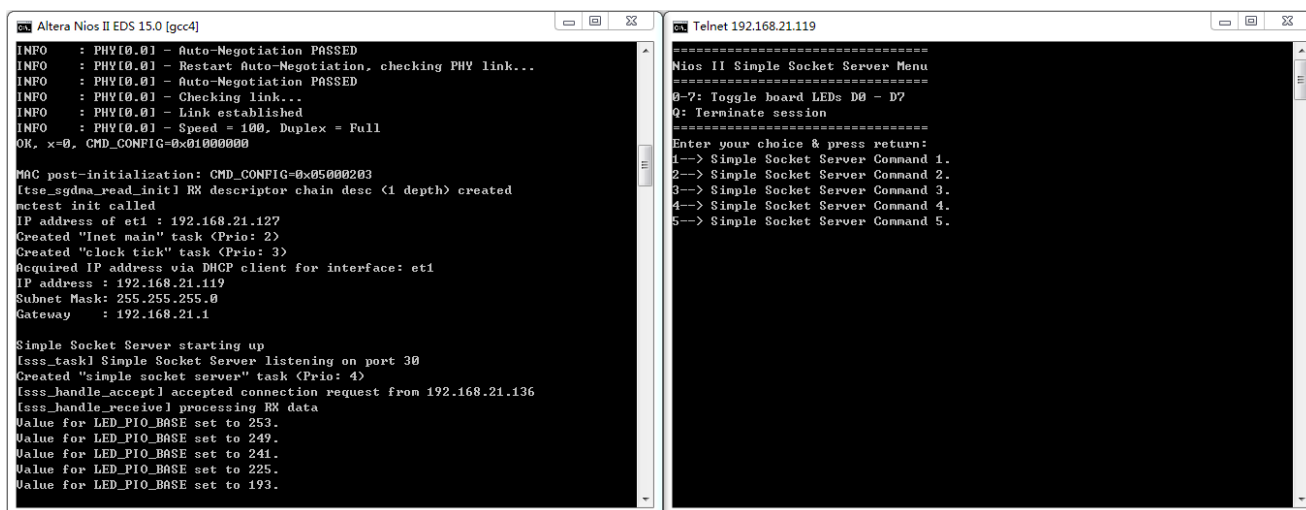 Altera Nios II EDS 15.0 [gcc4]
INFO    : PHY[0.0] - Auto-Negotiation PASSED
INFO    : PHY[0.0] - Restart Auto-Negotiation, checking PHY link...
INFO    : PHY[0.0] - Auto-Negotiation PASSED
INFO    : PHY[0.0] - Checking link...
INFO    : PHY[0.0] - Link established
INFO    : PHY[0.0] - Speed = 100, Duplex = Full
OK, x=0, CMD_CONFIG=0x01000000
MAC post-initialization: CMD_CONFIG=0x05000203
[tse_sgdma_read_init] RX descriptor chain desc (1 depth) created
mctest init called
IP address of et1 : 192.168.21.127
Created "Inet main" task (Prio: 2)
Created "clock tick" task (Prio: 3)
Acquired IP address via DHCP client for interface: et1
IP address : 192.168.21.119
Subnet Mask: 255.255.255.0
Gateway    : 192.168.21.1
Simple Socket Server starting up
[sss_task] Simple Socket Server listening on port 30
Created "simple socket server" task (Prio: 4)
[sss_handle_accept] accepted connection request from 192.168.21.136
[sss_handle_receive] processing RX data
Value for LED_PIO_BASE set to 253.
Value for LED_PIO_BASE set to 249.
Value for LED_PIO_BASE set to 241.
Value for LED_PIO_BASE set to 225.
Value for LED_PIO_BASE set to 193.
Telnet 192.168.21.119
=================================
Nios II Simple Socket Server Menu
=================================
0-7: Toggle board LEDs D0 - D7
Q: Terminate session
=================================
Enter your choice & press return:
1--> Simple Socket Server Command 1.
2--> Simple Socket Server Command 2.
3--> Simple Socket Server Command 3.
4--> Simple Socket Server Command 4.
5--> Simple Socket Server Command 5.